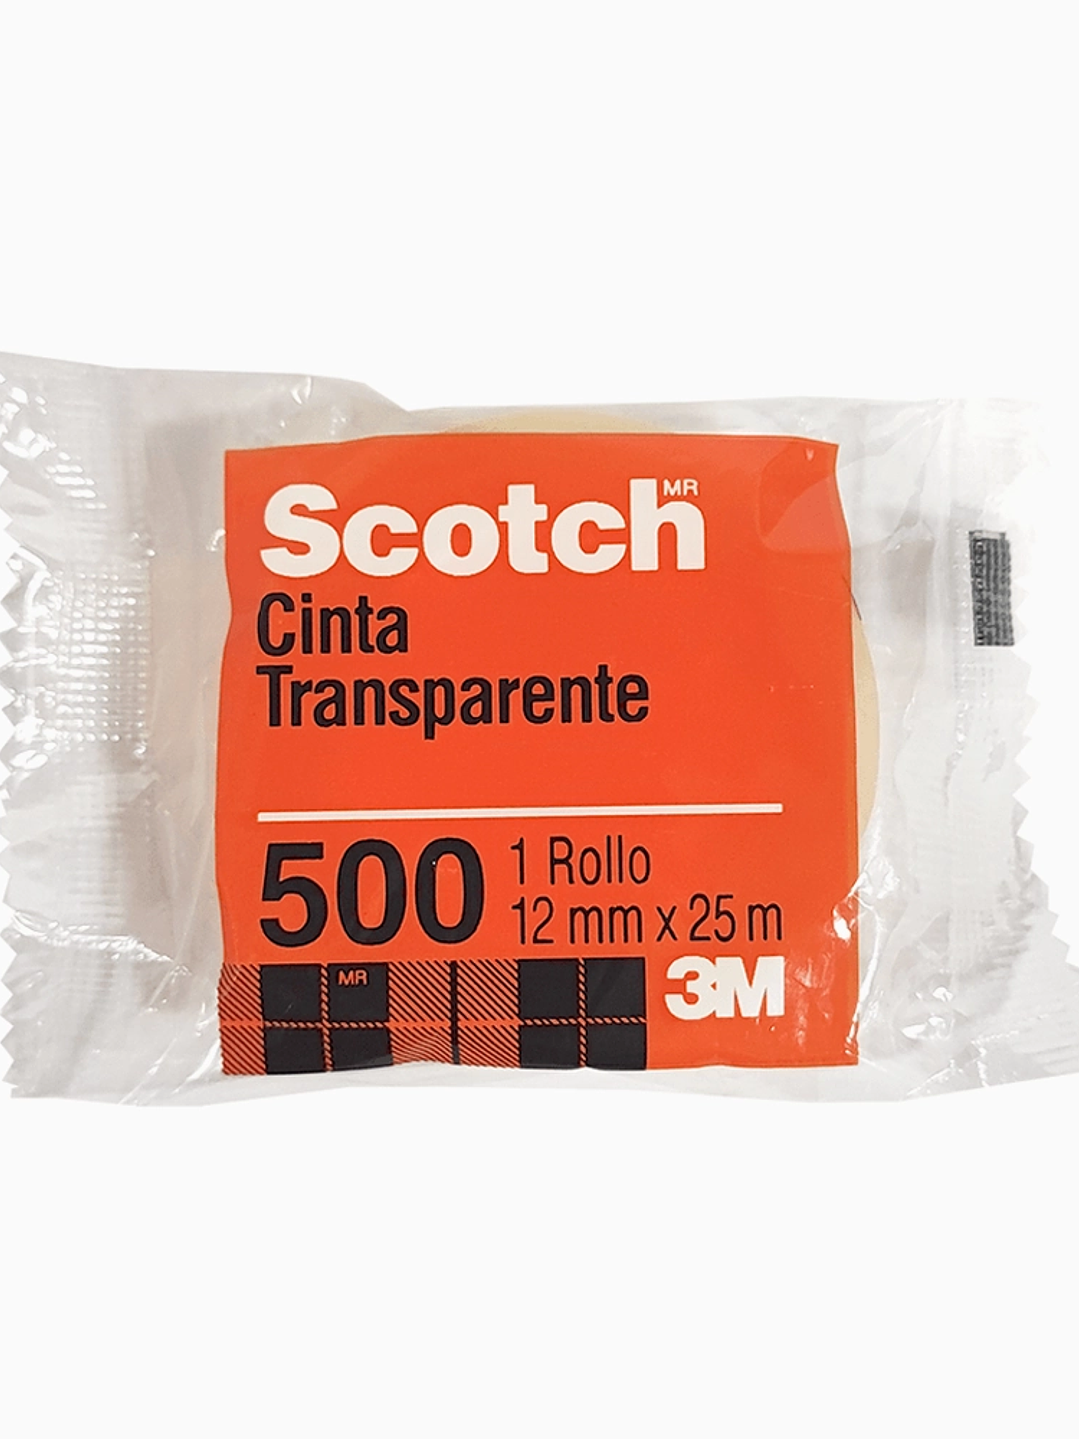 Scotch MR
Cinta
Transparente
500
1 Rollo
12 mm x 25 m
MR
3M